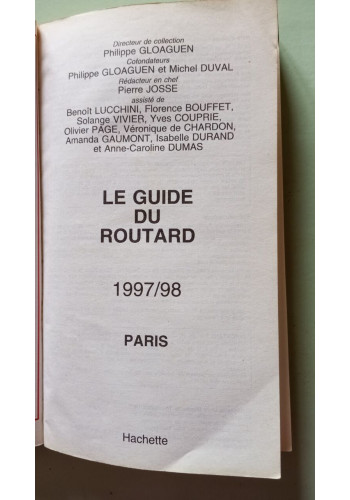 Directeur de collection
Philippe GLOAGUEN
Cofondateurs
Philippe GLOAGUEN et Michel DUVAL
Rédacteur en chef
Pierre JOSSE
assisté de
Benoît LUCCHINI, Florence BOUFFET,
Solange VIVIER, Yves COUPRIE,
Olivier PAGE, Véronique de CHARDON,
Amanda GAUMONT, Isabelle DURAND
et Anne-Caroline DUMAS
LE GUIDE
DU
ROUTARD
1997/98
PARIS
Hachette